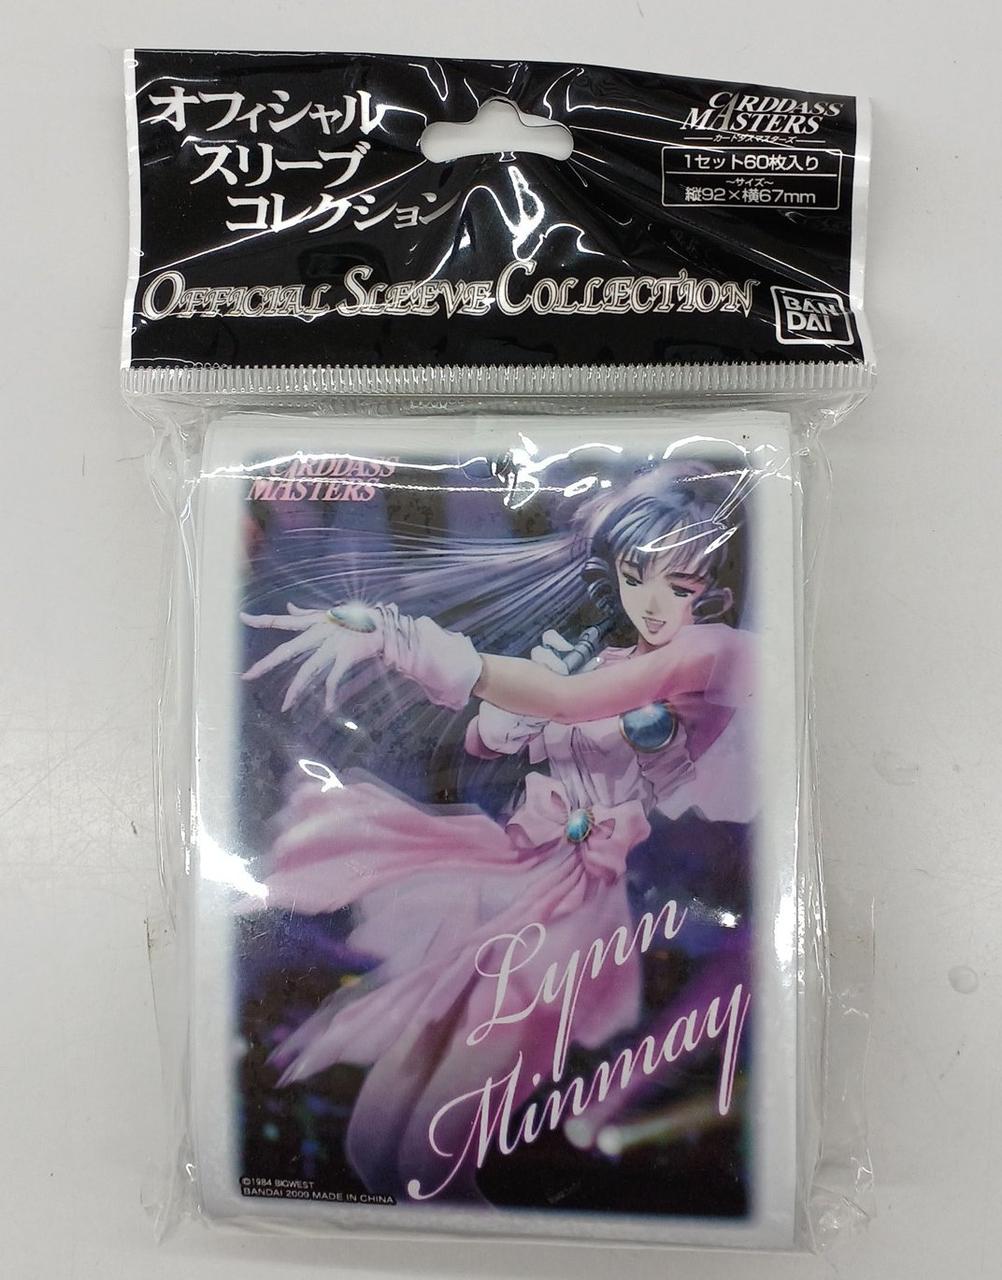 オフィシャル
スリーブ
コレクション
CARDDASS
MASTERS
カードダスマスターズ
1セット60枚入り
～サイズ～
縦92×横67mm
OFFICIAL SLEEVE COLLECTION
BAN
DAI
CARDDASS
MASTERS
Lynn
Minmay
©1984 BIGWEST
BANDAI 2009 MADE IN CHINA